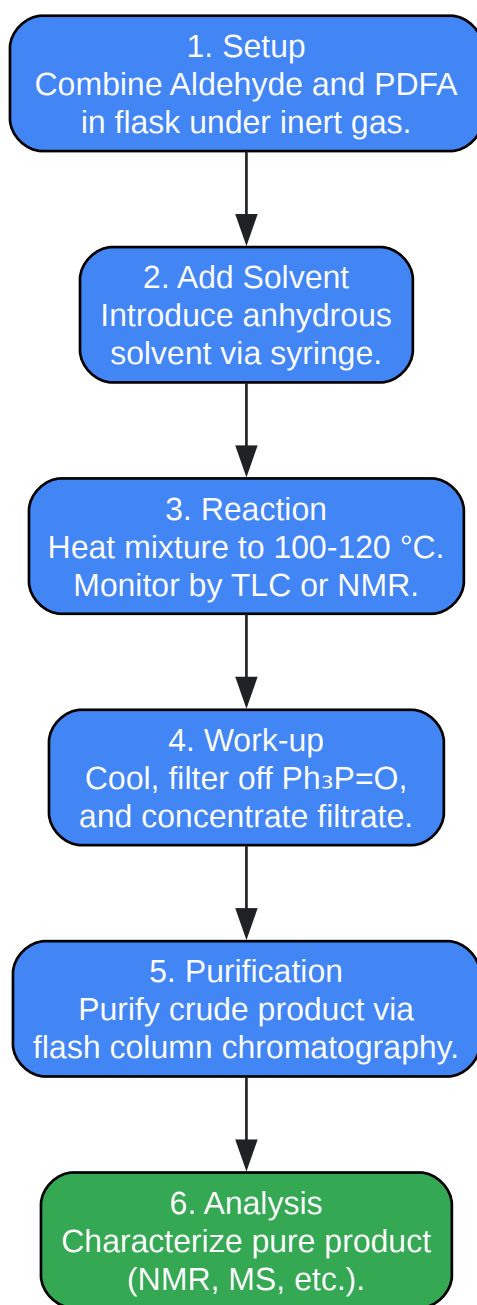 1. Setup
Combine Aldehyde and PDFA
in flask under inert gas.
2. Add Solvent
Introduce anhydrous
solvent via syringe.
3. Reaction
Heat mixture to 100-120 °C.
Monitor by TLC or NMR.
4. Work-up
Cool, filter off Ph₃P=O,
and concentrate filtrate.
5. Purification
Purify crude product via
flash column chromatography.
6. Analysis
Characterize pure product
(NMR, MS, etc.).